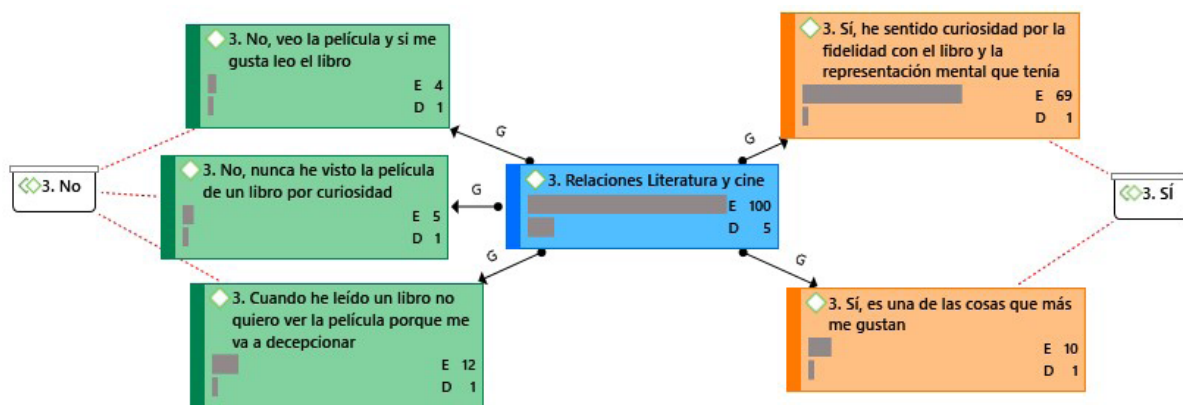 3. No, veo la película y si me
gusta leo el libro
E 4
D 1
G
3. Sí, he sentido curiosidad por la
fidelidad con el libro y la
representación mental que tenía
E 69
D 1
G
3. No
3. No, nunca he visto la película
de un libro por curiosidad
E 5
D 1
G
3. Relaciones Literatura y cine
E 100
D 5
3. SÍ
G
3. Cuando he leído un libro no
quiero ver la película porque me
va a decepcionar
E 12
D 1
G
3. Sí, es una de las cosas que más
me gustan
E 10
D 1